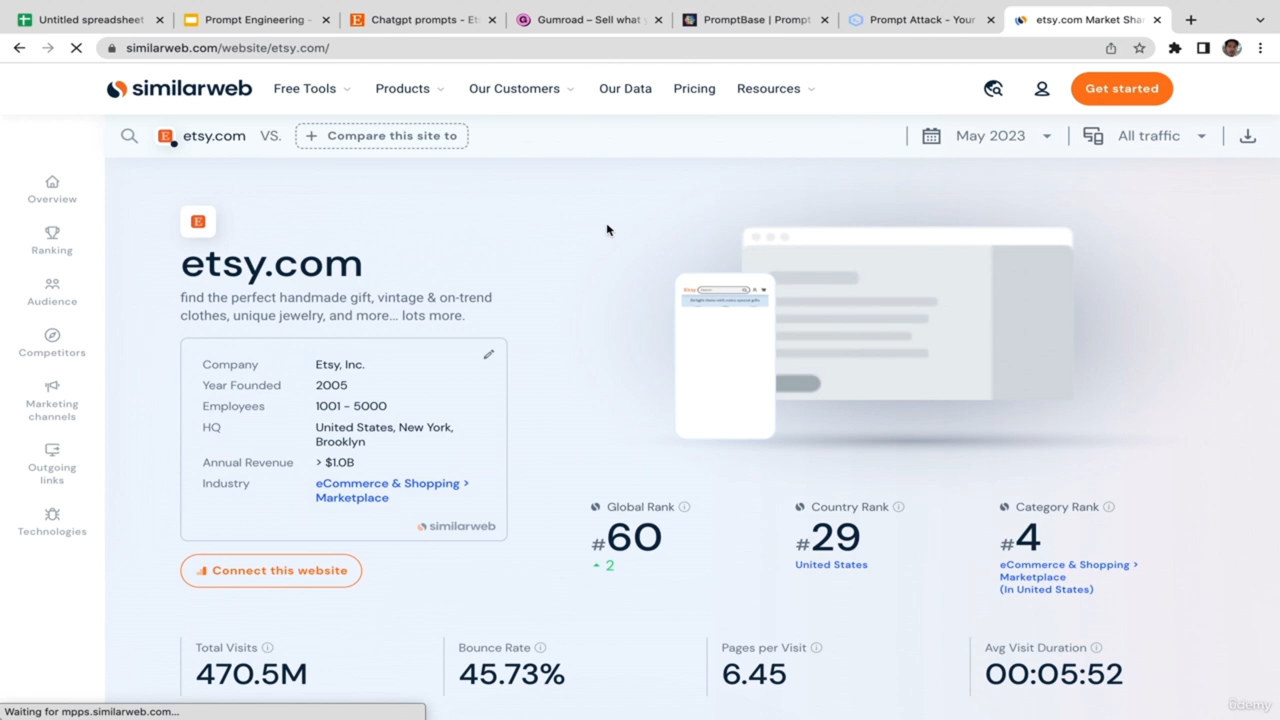 Untitled spreadsheet
Prompt Engineering -
Chatgpt prompts - Ets
Gumroad – Sell what y
PromptBase | Prompt
Prompt Attack - Your
etsy.com Market Sha
similarweb.com/website/etsy.com/
similarweb
Free Tools
Products
Our Customers
Our Data
Pricing
Resources
Get started
etsy.com VS. + Compare this site to
May 2023
All traffic
Overview
Ranking
Audience
Competitors
Marketing
channels
Outgoing
links
Technologies
etsy.com
find the perfect handmade gift, vintage & on-trend
clothes, unique jewelry, and more... lots more.
Company Etsy, Inc.
Year Founded 2005
Employees 1001 - 5000
HQ United States, New York,
Brooklyn
Annual Revenue > $1.0B
Industry eCommerce & Shopping >
Marketplace
similarweb
Connect this website
Global Rank
#60
2
Country Rank
#29
United States
Category Rank
#4
eCommerce & Shopping >
Marketplace
(In United States)
Total Visits
470.5M
Bounce Rate
45.73%
Pages per Visit
6.45
Avg Visit Duration
00:05:52
Waiting for mpps.similarweb.com...
ûdemy